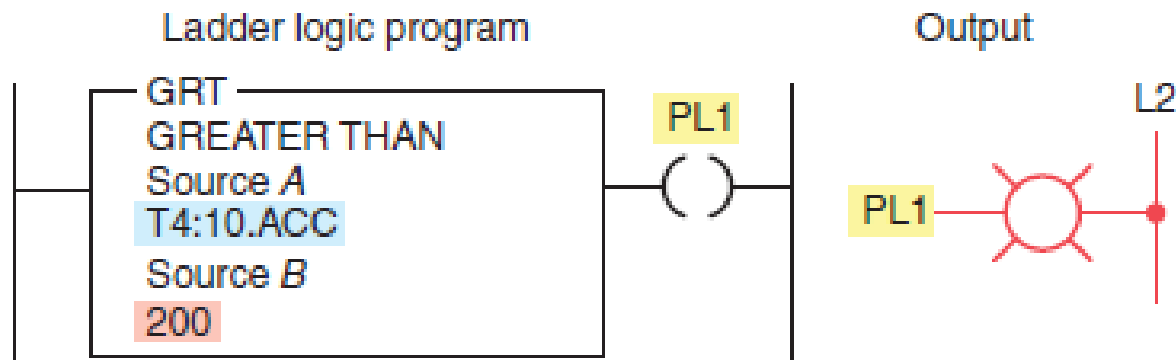 Ladder logic program
Output
GRT
GREATER THAN
Source A
T4:10.ACC
Source B
200
PL1
L2
PL1